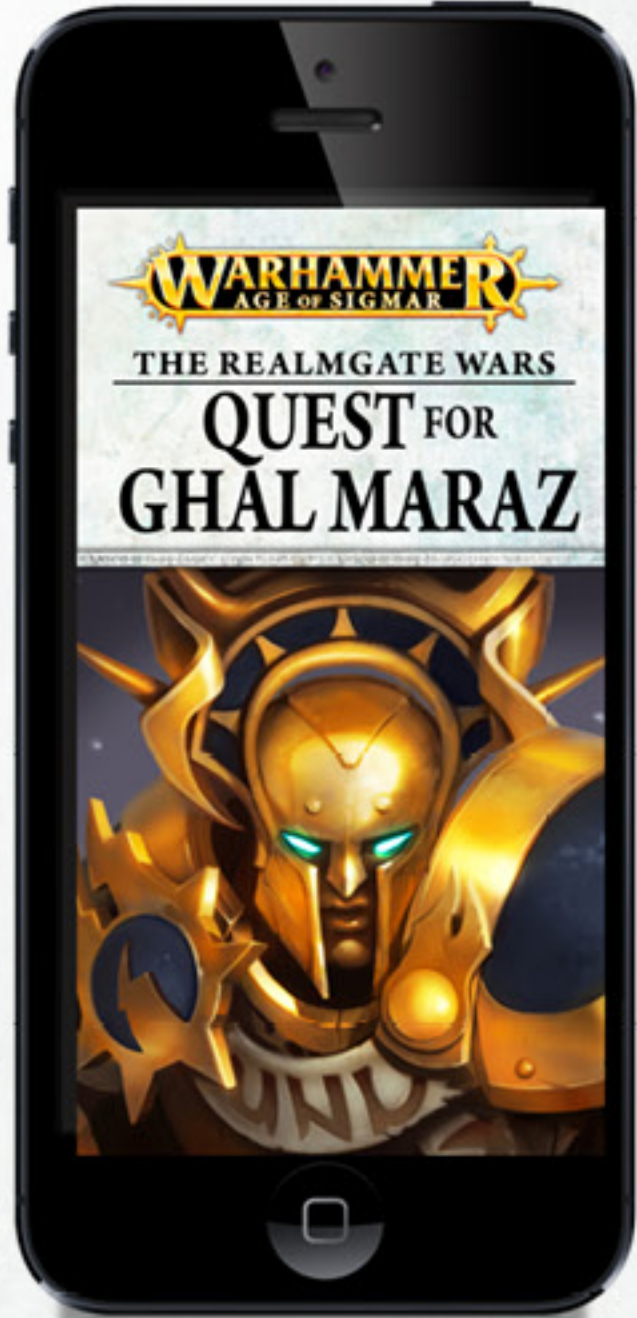 WARHAMMER
AGE OF SIGMAR
THE REALMGATE WARS
QUEST FOR
GHAL MARAZ